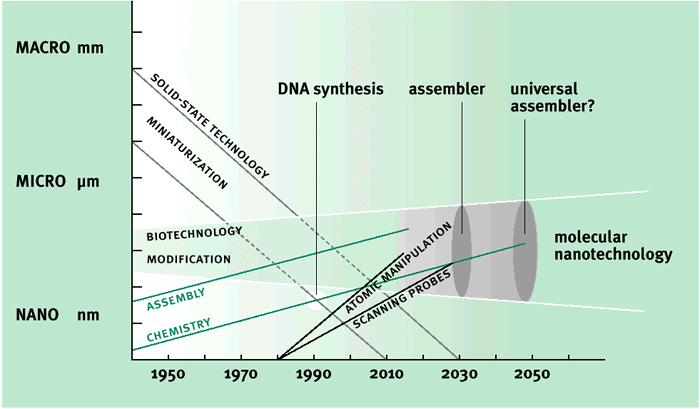 MACRO mm
MICRO µm
NANO nm
SOLID-STATE TECHNOLOGY
MINIATURIZATION
BIOTECHNOLOGY
MODIFICATION
ASSEMBLY
CHEMISTRY
DNA synthesis
assembler
universal
assembler?
ATOMIC MANIPULATION
SCANNING PROBES
molecular
nanotechnology
1950 1970 1990 2010 2030 2050